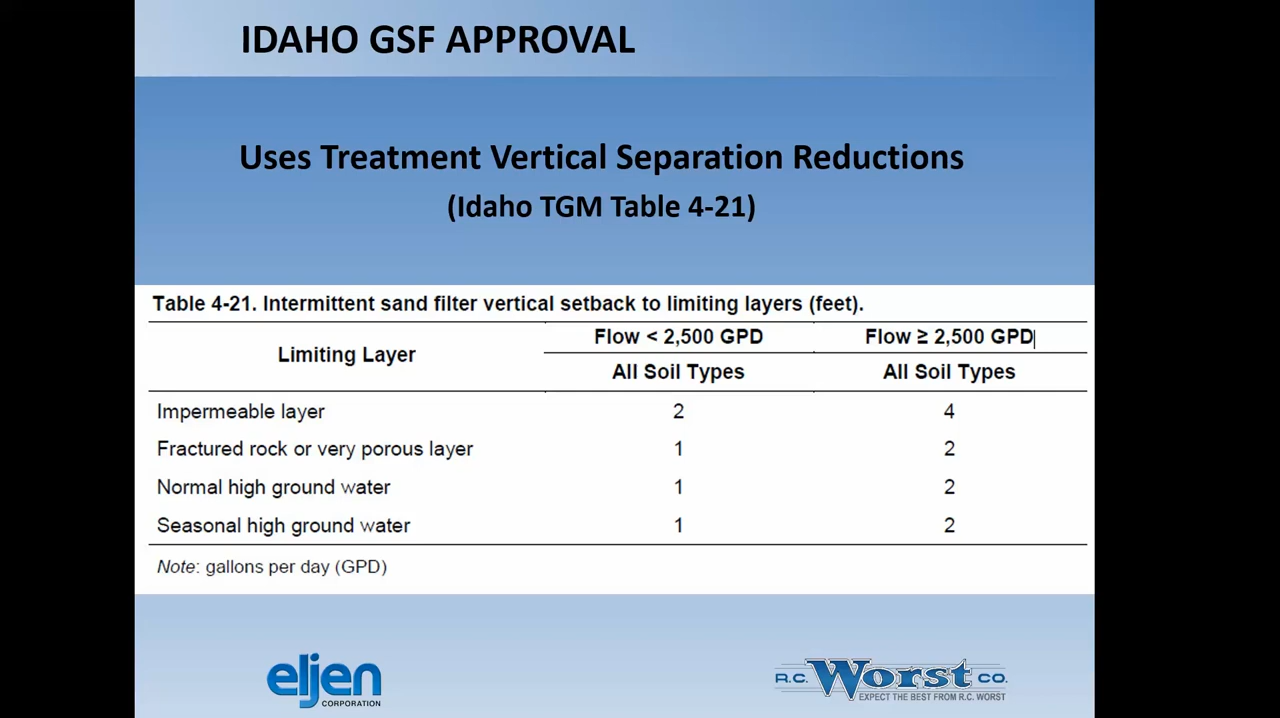 IDAHO GSF APPROVAL
Uses Treatment Vertical Separation Reductions
(Idaho TGM Table 4-21)
Table 4-21. Intermittent sand filter vertical setback to limiting layers (feet).
Limiting Layer Flow < 2,500 GPD Flow ≥ 2,500 GPD
All Soil Types All Soil Types
Impermeable layer 2 4
Fractured rock or very porous layer 1 2
Normal high ground water 1 2
Seasonal high ground water 1 2
Note: gallons per day (GPD)
eljen
CORPORATION
R.C. Worst CO.
EXPECT THE BEST FROM R.C. WORST